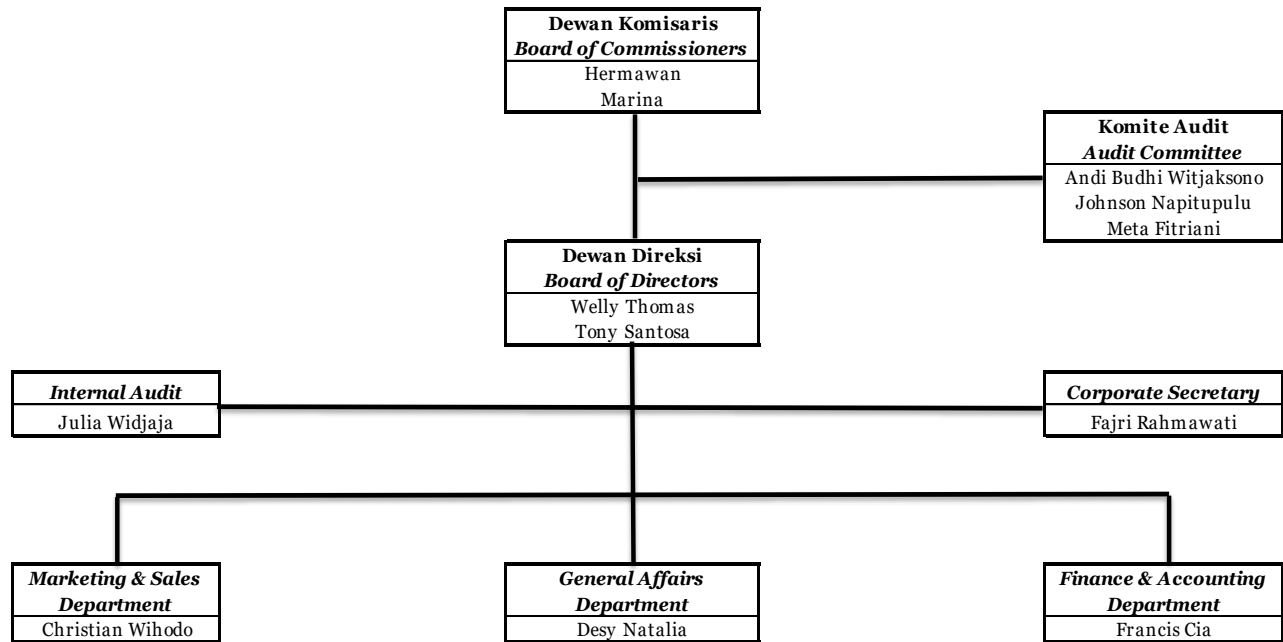 Dewan Komisaris
Board of Commissioners
Hermawan
Marina
Komite Audit
Audit Committee
Andi Budhi Witjaksono
Johnson Napitupulu
Meta Fitriani
Dewan Direksi
Board of Directors
Welly Thomas
Tony Santosa
Internal Audit
Julia Widjaja
Corporate Secretary
Fajri Rahmawati
Marketing & Sales
Department
Christian Wihodo
General Affairs
Department
Desy Natalia
Finance & Accounting
Department
Francis Cia